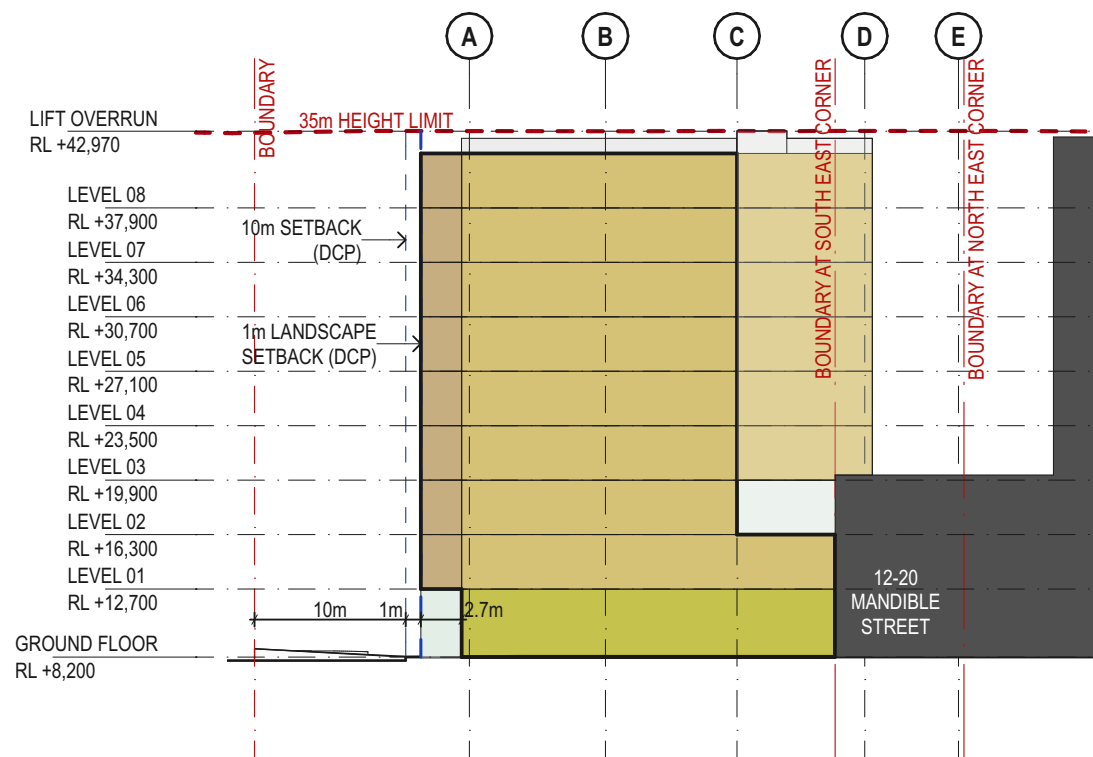 A
B
C
D
E
LIFT OVERRUN
RL +42,970
BOUNDARY
35m HEIGHT LIMIT
BOUNDARY AT SOUTH EAST CORNER
BOUNDARY AT NORTH EAST CORNER
LEVEL 08
RL +37,900
10m SETBACK
(DCP)
LEVEL 07
RL +34,300
LEVEL 06
RL +30,700
1m LANDSCAPE
SETBACK (DCP)
LEVEL 05
RL +27,100
LEVEL 04
RL +23,500
LEVEL 03
RL +19,900
LEVEL 02
RL +16,300
LEVEL 01
RL +12,700
10m
1m
2.7m
12-20
MANDIBLE
STREET
GROUND FLOOR
RL +8,200